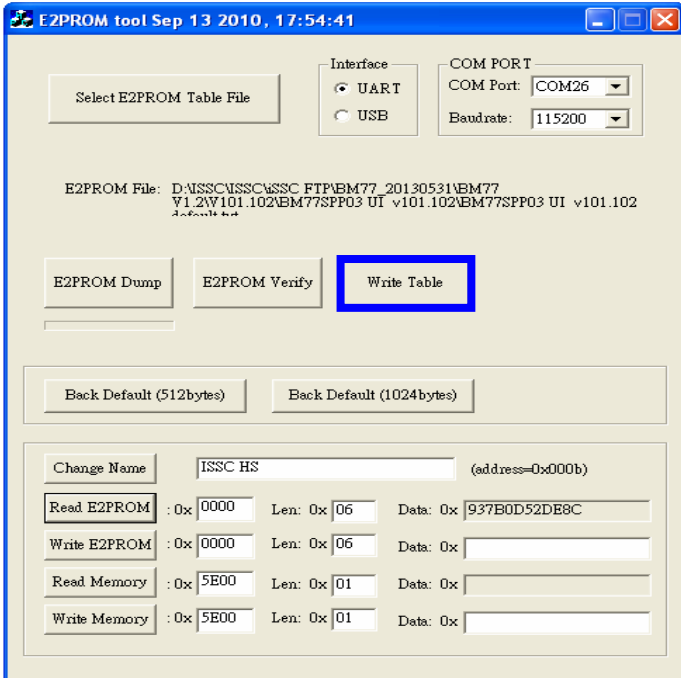 E2PROM tool Sep 13 2010, 17:54:41
Interface
COM PORT
Select E2PROM Table File
UART
COM Port: COM26
USB
Baudrate: 115200
E2PROM File: D:\ISSC\ISSC\iSSC FTP\BM77_20130531\BM77
V1.2\V101.102\BM77SPP03 UI v101.102\BM77SPP03 UI v101.102
default.txt
E2PROM Dump E2PROM Verify Write Table
Back Default (512bytes) Back Default (1024bytes)
Change Name ISSC HS (address=0x000b)
Read E2PROM : 0x 0000 Len: 0x 06 Data: 0x 937B0D52DE8C
Write E2PROM : 0x 0000 Len: 0x 06 Data: 0x
Read Memory : 0x 5E00 Len: 0x 01 Data: 0x
Write Memory : 0x 5E00 Len: 0x 01 Data: 0x